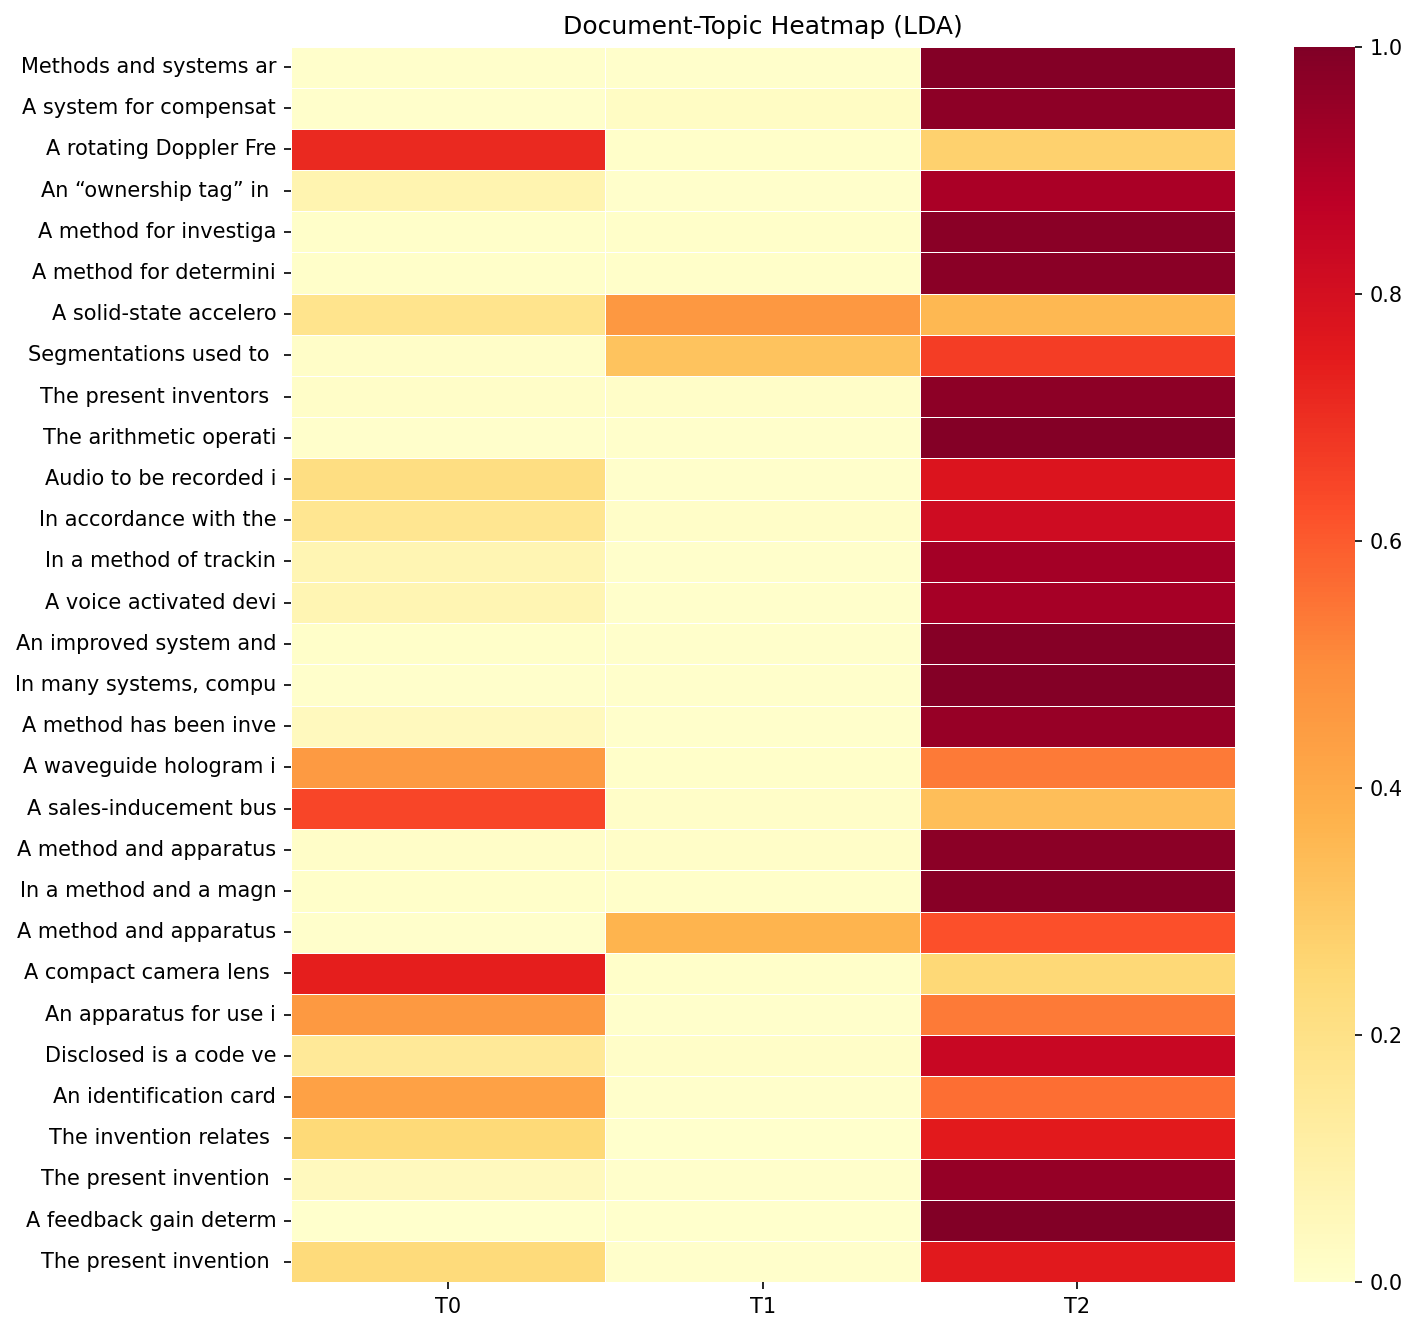 Document-Topic Heatmap (LDA)
Methods and systems ar
A system for compensat
A rotating Doppler Fre
An “ownership tag” in
A method for investiga
A method for determini
A solid-state accelero
Segmentations used to
The present inventors
The arithmetic operati
Audio to be recorded i
In accordance with the
In a method of trackin
A voice activated devi
An improved system and
In many systems, compu
A method has been inve
A waveguide hologram i
A sales-inducement bus
A method and apparatus
In a method and a magn
A method and apparatus
A compact camera lens
An apparatus for use i
Disclosed is a code ve
An identification card
The invention relates
The present invention
A feedback gain determ
The present invention
T0 T1 T2
1.0
0.8
0.6
0.4
0.2
0.0